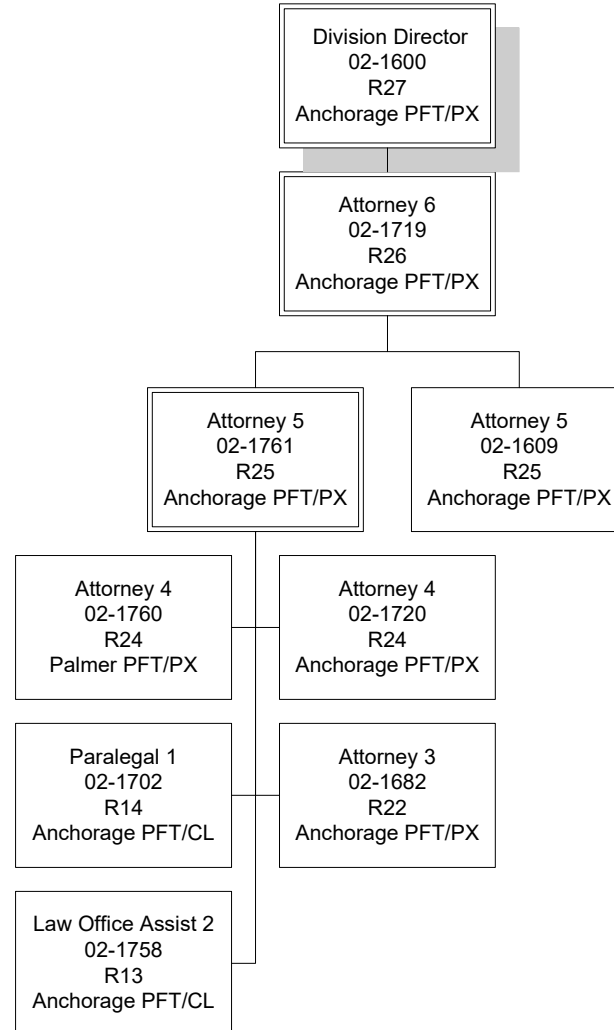 Division Director
02-1600
R27
Anchorage PFT/PX
Attorney 6
02-1719
R26
Anchorage PFT/PX
Attorney 5
02-1761
R25
Anchorage PFT/PX
Attorney 5
02-1609
R25
Anchorage PFT/PX
Attorney 4
02-1760
R24
Palmer PFT/PX
Attorney 4
02-1720
R24
Anchorage PFT/PX
Paralegal 1
02-1702
R14
Anchorage PFT/CL
Attorney 3
02-1682
R22
Anchorage PFT/PX
Law Office Assist 2
02-1758
R13
Anchorage PFT/CL